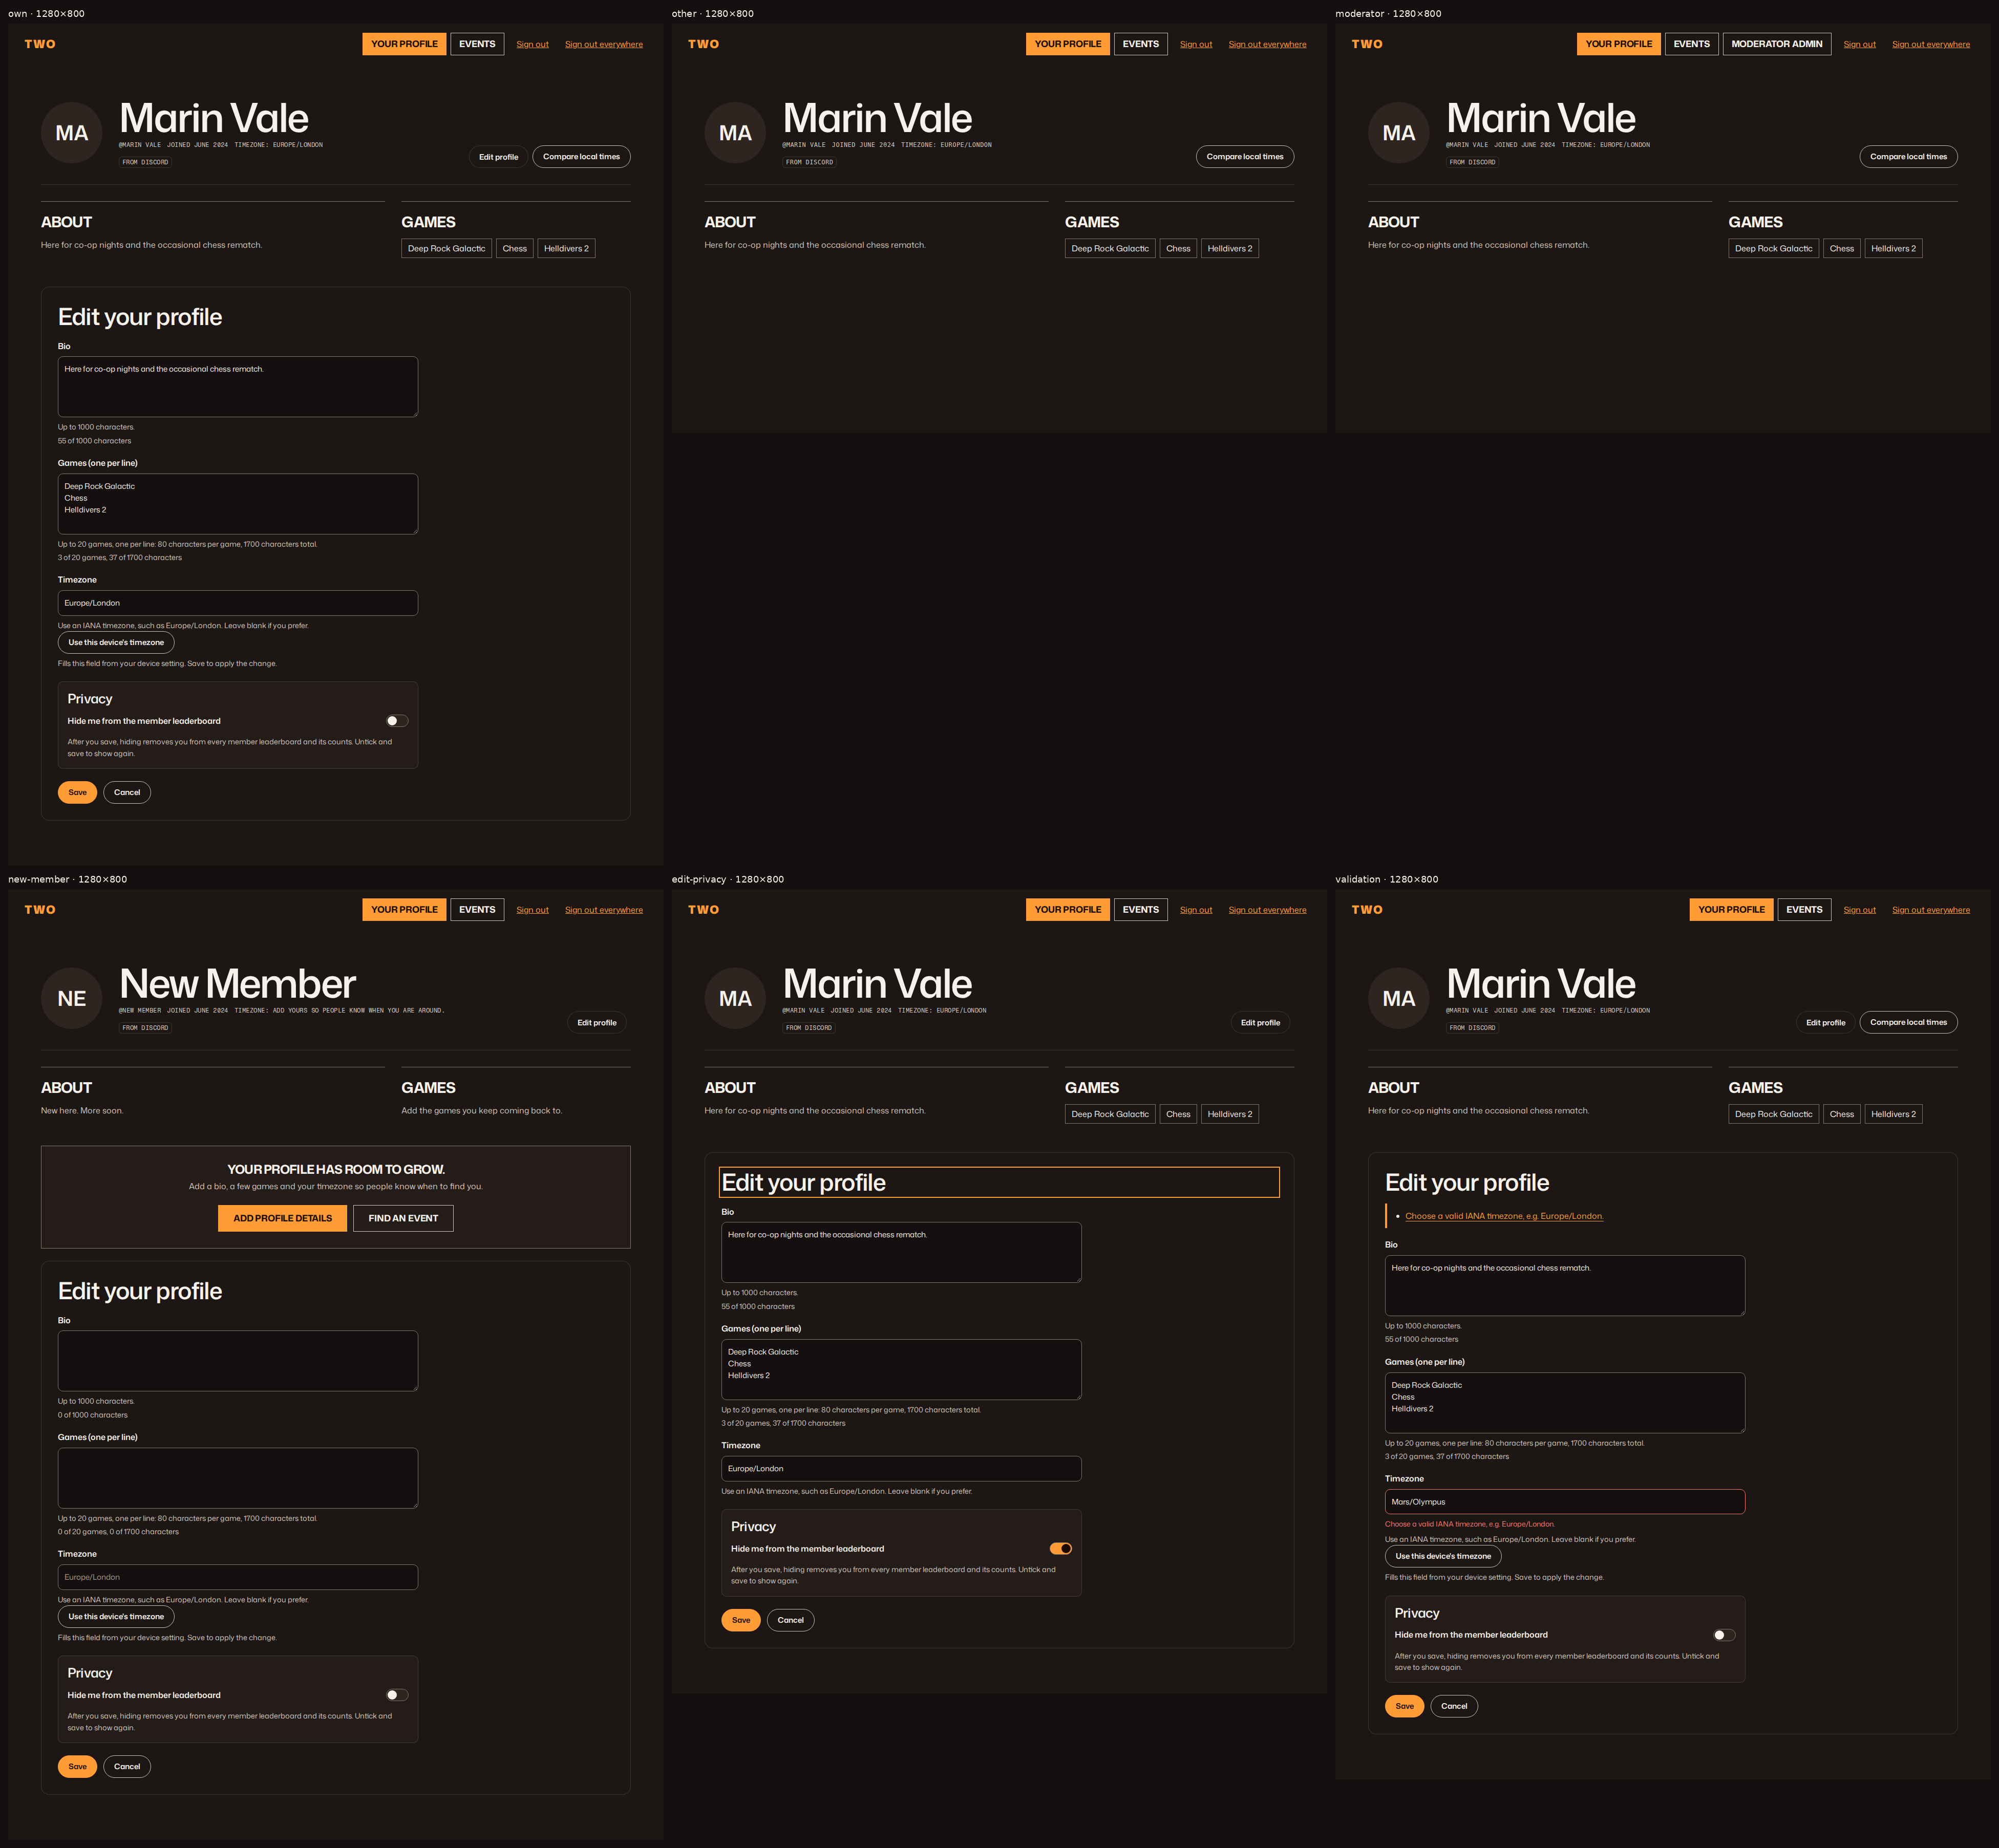 own · 1280×800
TWO
YOUR PROFILE
EVENTS
Sign out
Sign out everywhere
MA
Marin Vale
@MARIN VALE JOINED JUNE 2024 TIMEZONE: EUROPE/LONDON
FROM DISCORD
Edit profile
Compare local times
ABOUT
Here for co-op nights and the occasional chess rematch.
GAMES
Deep Rock Galactic
Chess
Helldivers 2
Edit your profile
Bio
Here for co-op nights and the occasional chess rematch.
Up to 1000 characters.
55 of 1000 characters
Games (one per line)
Deep Rock Galactic
Chess
Helldivers 2
Up to 20 games, one per line: 80 characters per game, 1700 characters total.
3 of 20 games, 37 of 1700 characters
Timezone
Europe/London
Use an IANA timezone, such as Europe/London. Leave blank if you prefer.
Use this device's timezone
Fills this field from your device setting. Save to apply the change.
Privacy
Hide me from the member leaderboard
After you save, hiding removes you from every member leaderboard and its counts. Untick and
save to show again.
Save
Cancel
other · 1280×800
TWO
YOUR PROFILE
EVENTS
Sign out
Sign out everywhere
MA
Marin Vale
@MARIN VALE JOINED JUNE 2024 TIMEZONE: EUROPE/LONDON
FROM DISCORD
Compare local times
ABOUT
Here for co-op nights and the occasional chess rematch.
GAMES
Deep Rock Galactic
Chess
Helldivers 2
moderator · 1280×800
TWO
YOUR PROFILE
EVENTS
MODERATOR ADMIN
Sign out
Sign out everywhere
MA
Marin Vale
@MARIN VALE JOINED JUNE 2024 TIMEZONE: EUROPE/LONDON
FROM DISCORD
Compare local times
ABOUT
Here for co-op nights and the occasional chess rematch.
GAMES
Deep Rock Galactic
Chess
Helldivers 2
new-member · 1280×800
TWO
YOUR PROFILE
EVENTS
Sign out
Sign out everywhere
NE
New Member
@NEW MEMBER JOINED JUNE 2024 TIMEZONE: ADD YOURS SO PEOPLE KNOW WHEN YOU ARE AROUND.
FROM DISCORD
Edit profile
ABOUT
New here. More soon.
GAMES
Add the games you keep coming back to.
YOUR PROFILE HAS ROOM TO GROW.
Add a bio, a few games and your timezone so people know when to find you.
ADD PROFILE DETAILS
FIND AN EVENT
Edit your profile
Bio
Up to 1000 characters.
0 of 1000 characters
Games (one per line)
Up to 20 games, one per line: 80 characters per game, 1700 characters total.
0 of 20 games, 0 of 1700 characters
Timezone
Europe/London
Use an IANA timezone, such as Europe/London. Leave blank if you prefer.
Use this device's timezone
Fills this field from your device setting. Save to apply the change.
Privacy
Hide me from the member leaderboard
After you save, hiding removes you from every member leaderboard and its counts. Untick and
save to show again.
Save
Cancel
edit-privacy · 1280×800
TWO
YOUR PROFILE
EVENTS
Sign out
Sign out everywhere
MA
Marin Vale
@MARIN VALE JOINED JUNE 2024 TIMEZONE: EUROPE/LONDON
FROM DISCORD
Edit profile
ABOUT
Here for co-op nights and the occasional chess rematch.
GAMES
Deep Rock Galactic
Chess
Helldivers 2
Edit your profile
Bio
Here for co-op nights and the occasional chess rematch.
Up to 1000 characters.
55 of 1000 characters
Games (one per line)
Deep Rock Galactic
Chess
Helldivers 2
Up to 20 games, one per line: 80 characters per game, 1700 characters total.
3 of 20 games, 37 of 1700 characters
Timezone
Europe/London
Use an IANA timezone, such as Europe/London. Leave blank if you prefer.
Privacy
Hide me from the member leaderboard
After you save, hiding removes you from every member leaderboard and its counts. Untick and
save to show again.
Save
Cancel
validation · 1280×800
TWO
YOUR PROFILE
EVENTS
Sign out
Sign out everywhere
MA
Marin Vale
@MARIN VALE JOINED JUNE 2024 TIMEZONE: EUROPE/LONDON
FROM DISCORD
Edit profile
Compare local times
ABOUT
Here for co-op nights and the occasional chess rematch.
GAMES
Deep Rock Galactic
Chess
Helldivers 2
Edit your profile
Choose a valid IANA timezone, e.g. Europe/London.
Bio
Here for co-op nights and the occasional chess rematch.
Up to 1000 characters.
55 of 1000 characters
Games (one per line)
Deep Rock Galactic
Chess
Helldivers 2
Up to 20 games, one per line: 80 characters per game, 1700 characters total.
3 of 20 games, 37 of 1700 characters
Timezone
Mars/Olympus
Choose a valid IANA timezone, e.g. Europe/London.
Use an IANA timezone, such as Europe/London. Leave blank if you prefer.
Use this device's timezone
Fills this field from your device setting. Save to apply the change.
Privacy
Hide me from the member leaderboard
After you save, hiding removes you from every member leaderboard and its counts. Untick and
save to show again.
Save
Cancel